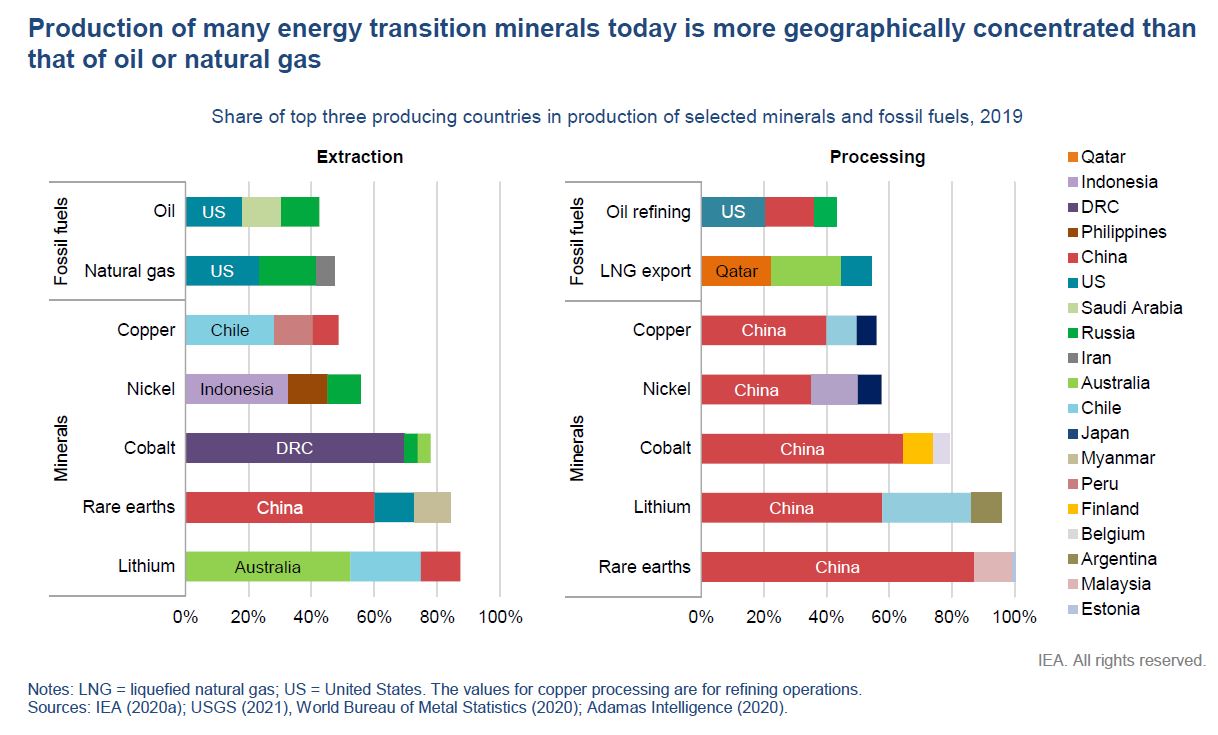 Production of many energy transition minerals today is more geographically concentrated than
that of oil or natural gas
Share of top three producing countries in production of selected minerals and fossil fuels, 2019
Extraction
Fossil fuels
Oil
US
Natural gas
US
Minerals
Copper
Chile
Nickel
Indonesia
Cobalt
DRC
Rare earths
China
Lithium
Australia
0% 20% 40% 60% 80% 100%
Processing
Fossil fuels
Oil refining
US
LNG export
Qatar
Minerals
Copper
China
Nickel
China
Cobalt
China
Lithium
China
Rare earths
China
0% 20% 40% 60% 80% 100%
Qatar
Indonesia
DRC
Philippines
China
US
Saudi Arabia
Russia
Iran
Australia
Chile
Japan
Myanmar
Peru
Finland
Belgium
Argentina
Malaysia
Estonia
IEA. All rights reserved.
Notes: LNG = liquefied natural gas; US = United States. The values for copper processing are for refining operations.
Sources: IEA (2020a); USGS (2021), World Bureau of Metal Statistics (2020); Adamas Intelligence (2020).